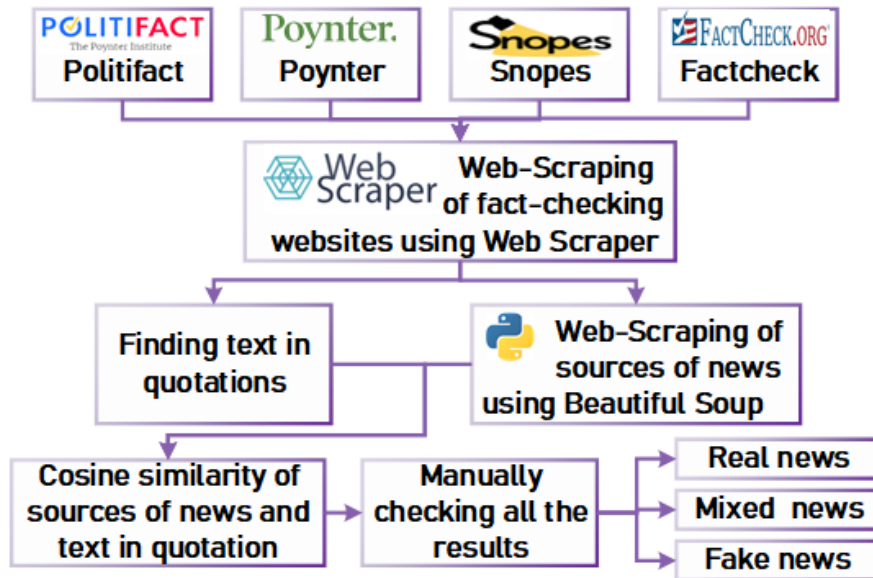 POLITIFACT
The Poynter Institute
Politifact
Poynter.
Poynter
Snopes
Snopes
FACTCHECK.ORG®
Factcheck
Web
Scraper
Web-Scraping
of fact-checking
websites using Web Scraper
Finding text in
quotations
Web-Scraping of
sources of news
using Beautiful Soup
Cosine similarity of
sources of news and
text in quotation
Manually
checking all the
results
Real news
Mixed news
Fake news